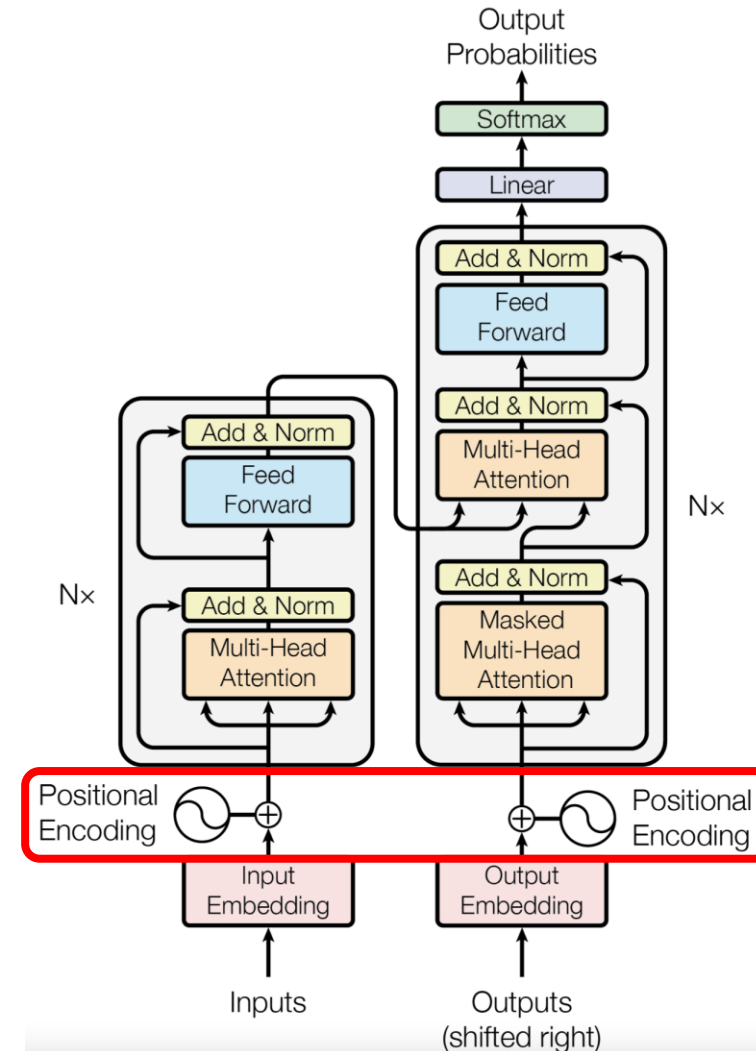 Output
Probabilities
Softmax
Linear
Add & Norm
Feed
Forward
Add & Norm
Multi-Head
Attention
Add & Norm
Masked
Multi-Head
Attention
Nx
Add & Norm
Feed
Forward
Add & Norm
Multi-Head
Attention
Nx
Positional
Encoding
Positional
Encoding
Input
Embedding
Output
Embedding
Inputs
Outputs
(shifted right)